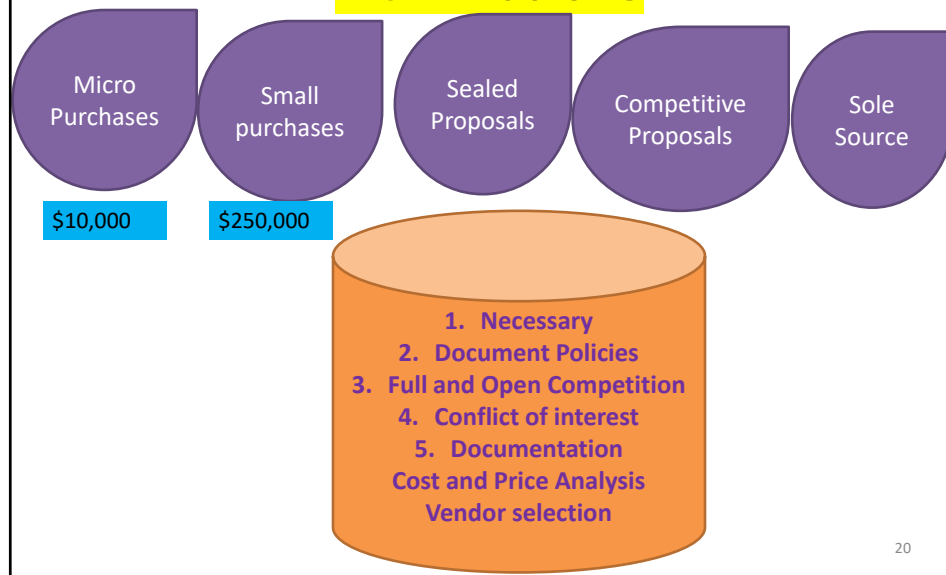 Micro
Purchases
Small
purchases
Sealed
Proposals
Competitive
Proposals
Sole
Source
$10,000
$250,000
1. Necessary
2. Document Policies
3. Full and Open Competition
4. Conflict of interest
5. Documentation
Cost and Price Analysis
Vendor selection
20